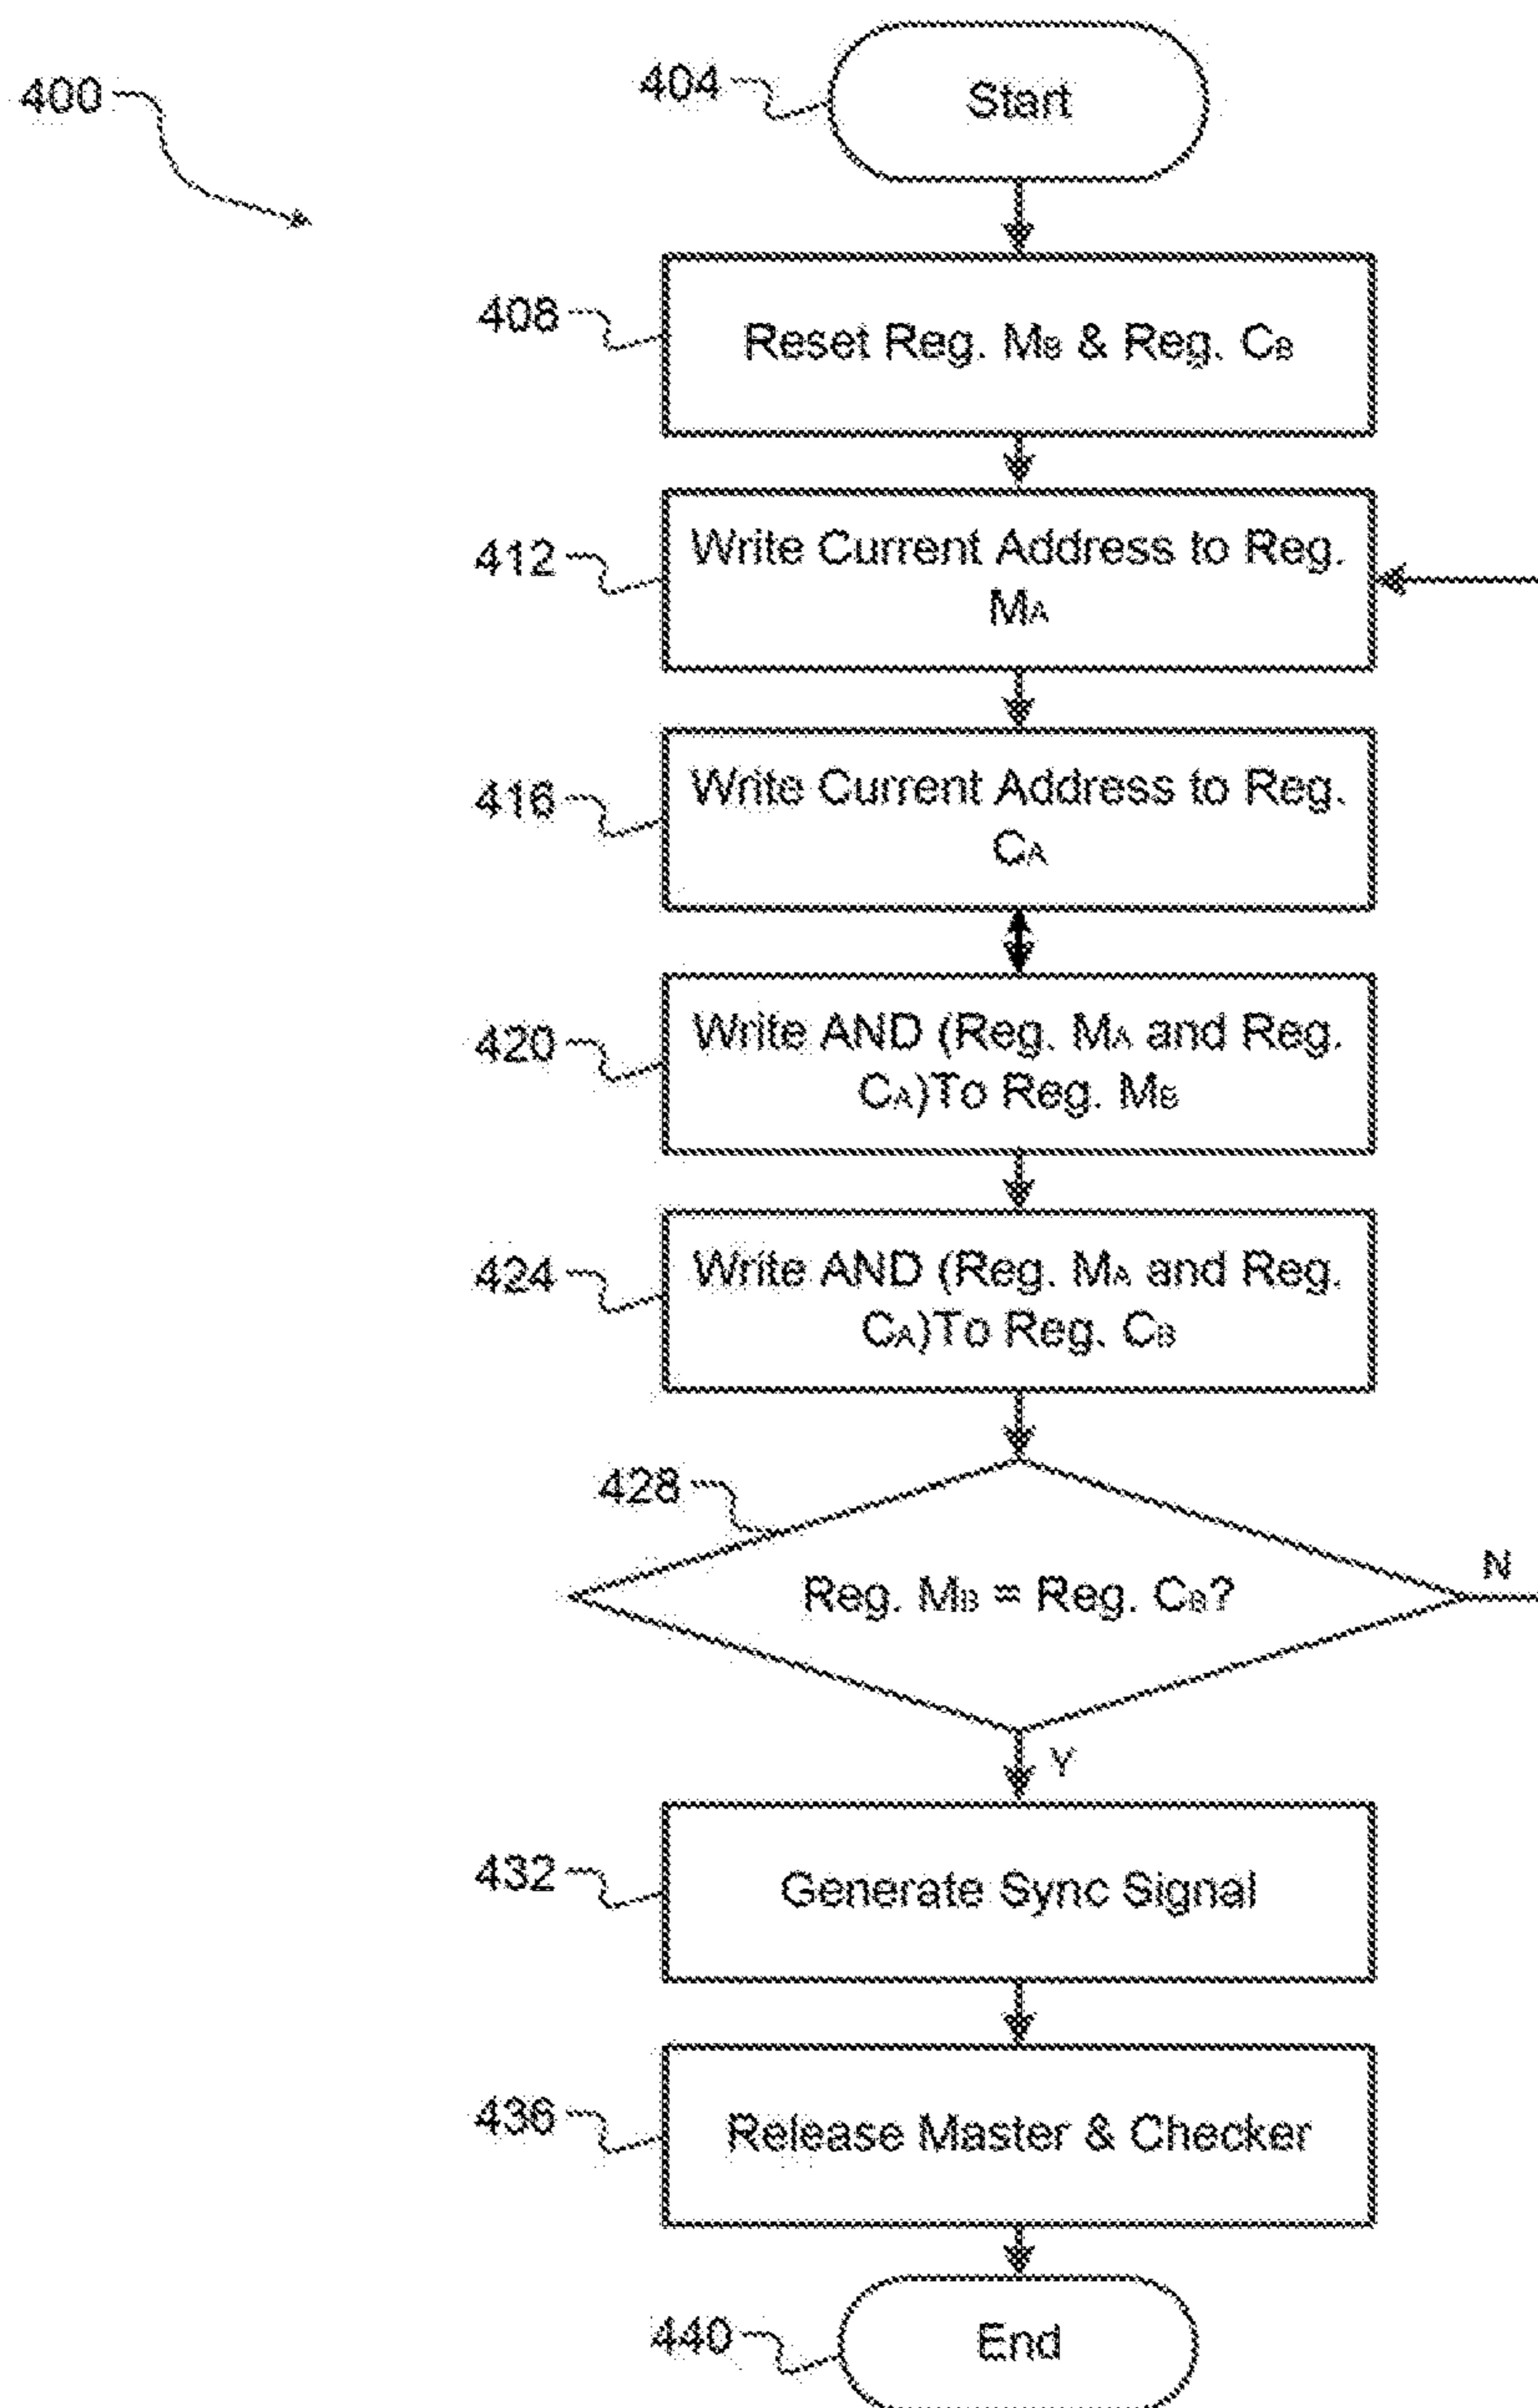 400
404
Start
408
Reset Reg. MB & Reg. CB
412
Write Current Address to Reg.
MA
416
Write Current Address to Reg.
CA
420
Write AND (Reg. MA and Reg.
CA)To Reg. MB
424
Write AND (Reg. MA and Reg.
CA)To Reg. CB
428
Reg. MB = Reg. CB?
N
Y
432
Generate Sync Signal
436
Release Master & Checker
440
End